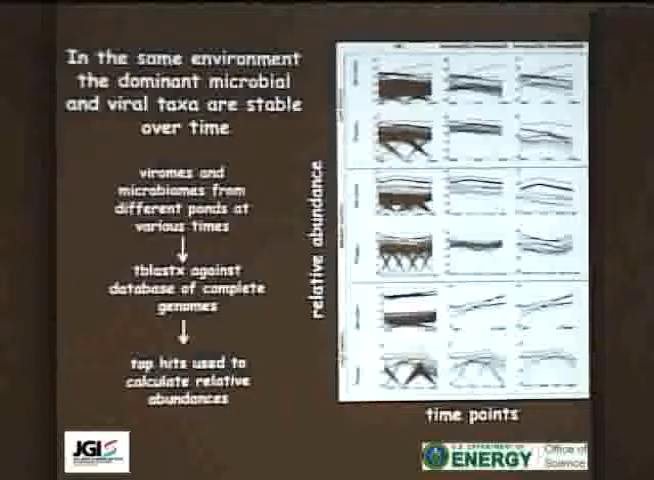 In the same environment
the dominant microbial
and viral taxa are stable
over time
viromes and
microbiomes from
different ponds at
various times
tblastx against
database of complete
genomes
top hits used to
calculate relative
abundances
relative abundance
time points
JGI
U.S. DEPARTMENT OF
ENERGY
Office of
Science